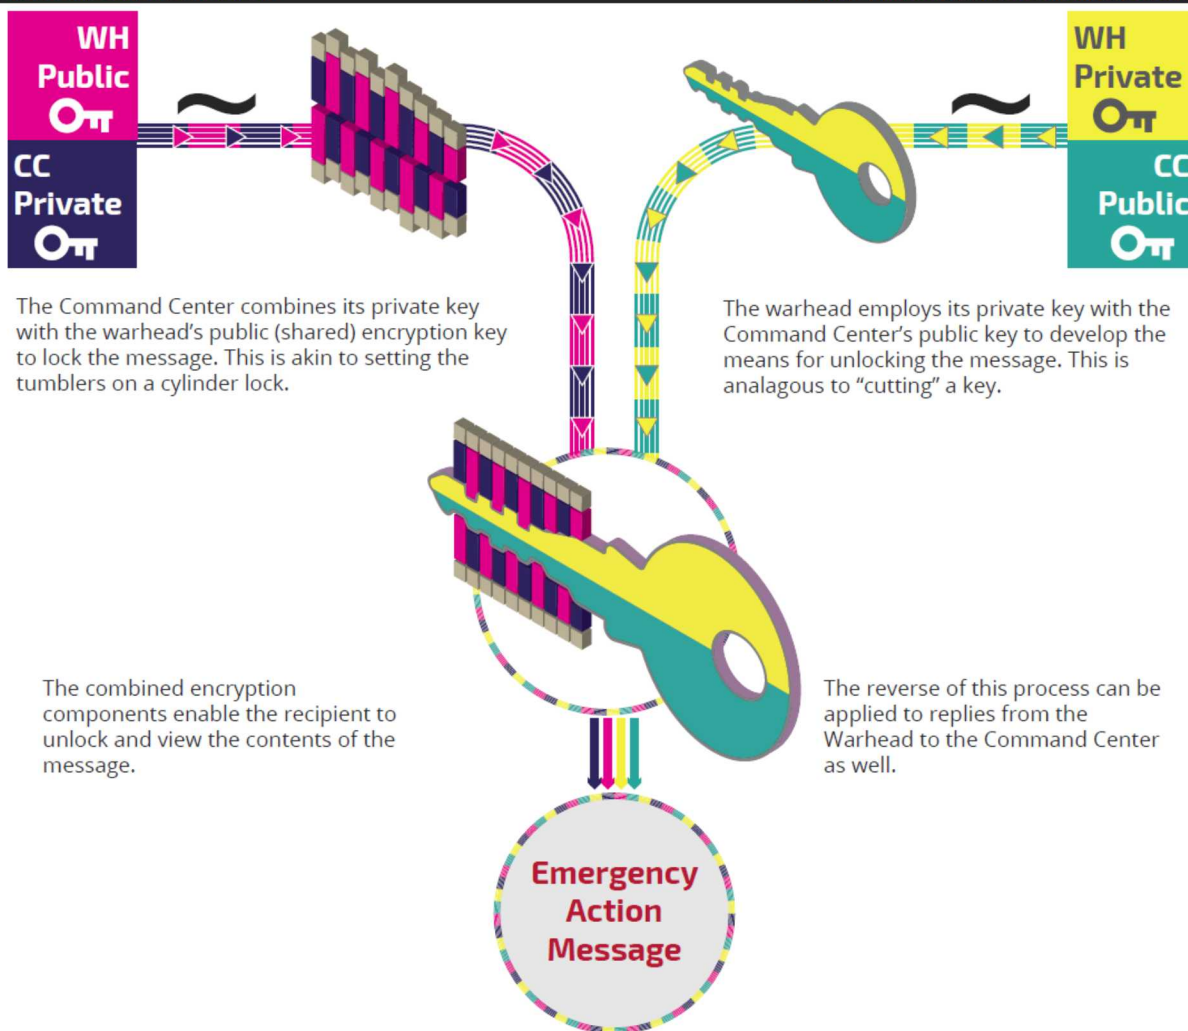 WH
Public
CC
Private
WH
Private
CC
Public
The Command Center combines its private key
with the warhead’s public (shared) encryption key
to lock the message. This is akin to setting the
tumblers on a cylinder lock.
The warhead employs its private key with the
Command Center’s public key to develop the
means for unlocking the message. This is
analagous to “cutting” a key.
The combined encryption
components enable the recipient to
unlock and view the contents of the
message.
The reverse of this process can be
applied to replies from the
Warhead to the Command Center
as well.
Emergency
Action
Message